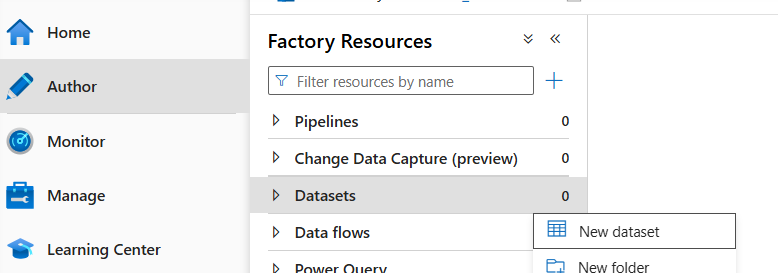 Home
Author
Monitor
Manage
Learning Center
Factory Resources
Filter resources by name
Pipelines 0
Change Data Capture (preview) 0
Datasets 0
Data flows
Power Query
New dataset
New folder